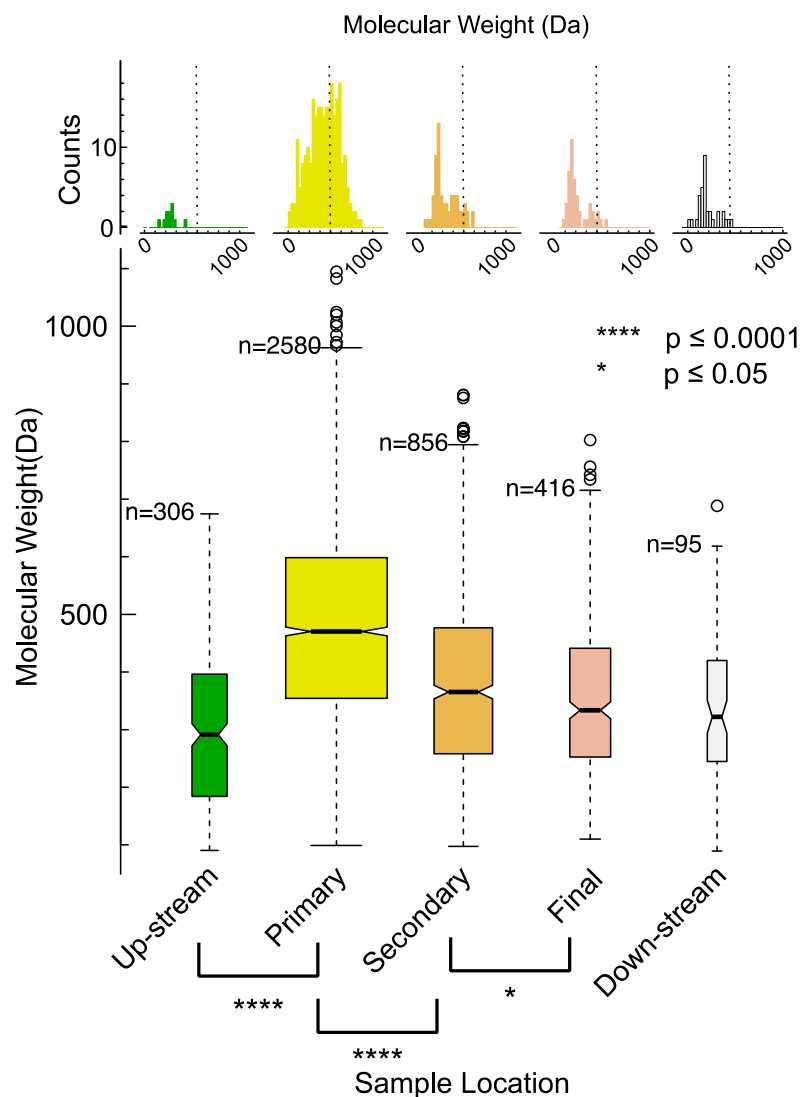 Molecular Weight (Da)
Counts
10
0
0 1000 0 1000 0 1000 0 1000 0 1000
1000
500
Molecular Weight(Da)
n=2580
**** p ≤ 0.0001
* p ≤ 0.05
n=856
n=416
n=306
n=95
Up-stream Primary Secondary Final Down-stream
**** *
****
Sample Location